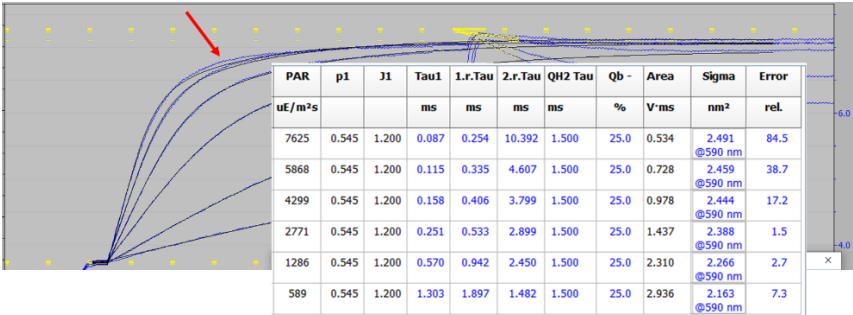 PAR p1 J1 Tau1 1.r.Tau 2.r.Tau QH2 Tau Qb - Area Sigma Error
uE/m²s ms ms ms ms % V·ms nm² rel.
7625 0.545 1.200 0.087 0.254 10.392 1.500 25.0 0.534 2.491 84.5
@590 nm
-6.0
5868 0.545 1.200 0.115 0.335 4.607 1.500 25.0 0.728 2.459 38.7
@590 nm
4299 0.545 1.200 0.158 0.406 3.799 1.500 25.0 0.978 2.444 17.2
@590 nm
2771 0.545 1.200 0.251 0.533 2.899 1.500 25.0 1.437 2.388 1.5
@590 nm
-4.0
1286 0.545 1.200 0.570 0.942 2.450 1.500 25.0 2.310 2.266 2.7
@590 nm
589 0.545 1.200 1.303 1.897 1.482 1.500 25.0 2.936 2.163 7.3
@590 nm